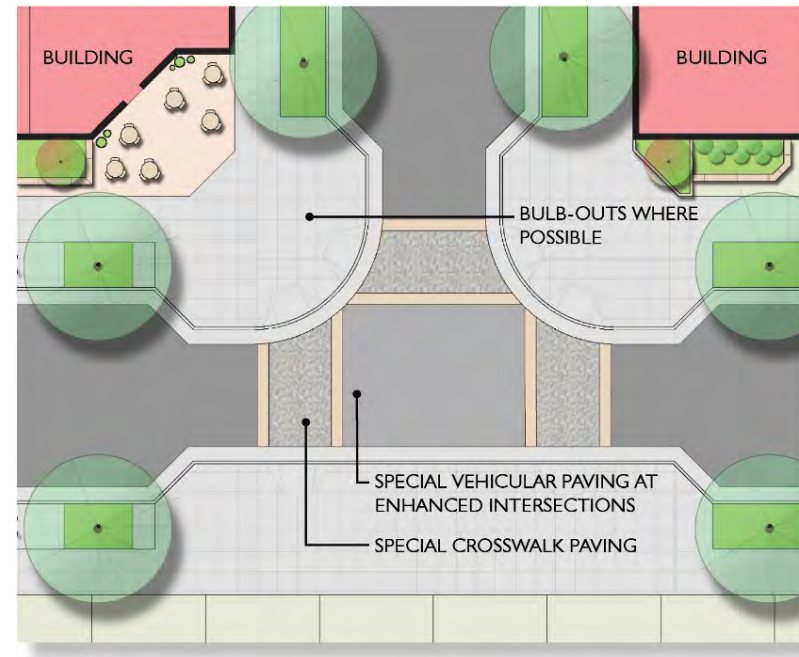 BUILDING
BUILDING
BULB-OUTS WHERE
POSSIBLE
SPECIAL VEHICULAR PAVING AT
ENHANCED INTERSECTIONS
SPECIAL CROSSWALK PAVING